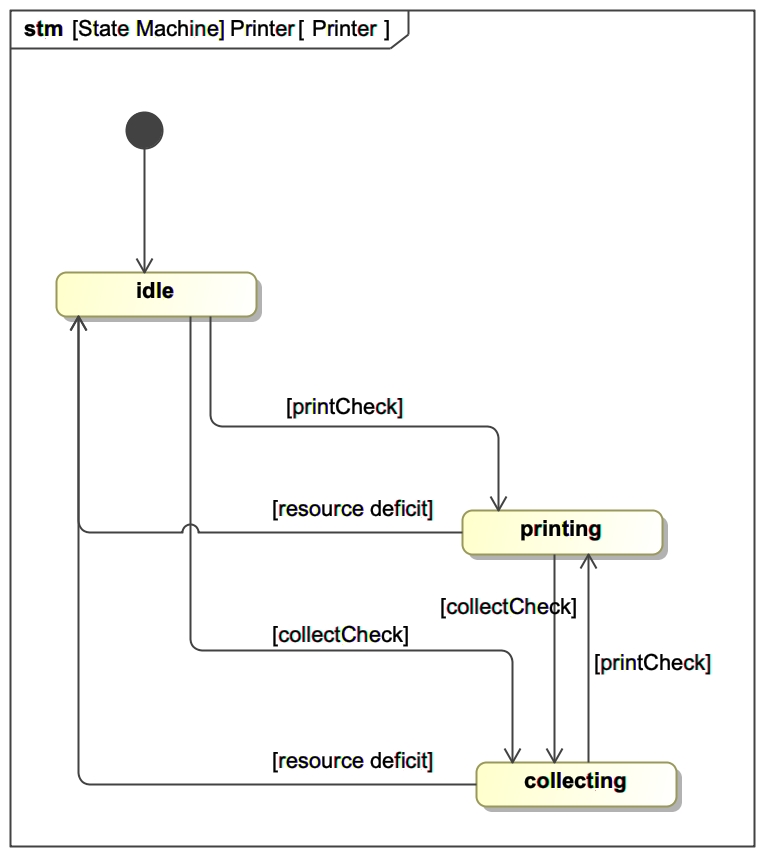 stm [State Machine] Printer [ Printer ]
idle
[printCheck]
[resource deficit]
printing
[collectCheck]
[collectCheck]
[printCheck]
[resource deficit]
collecting